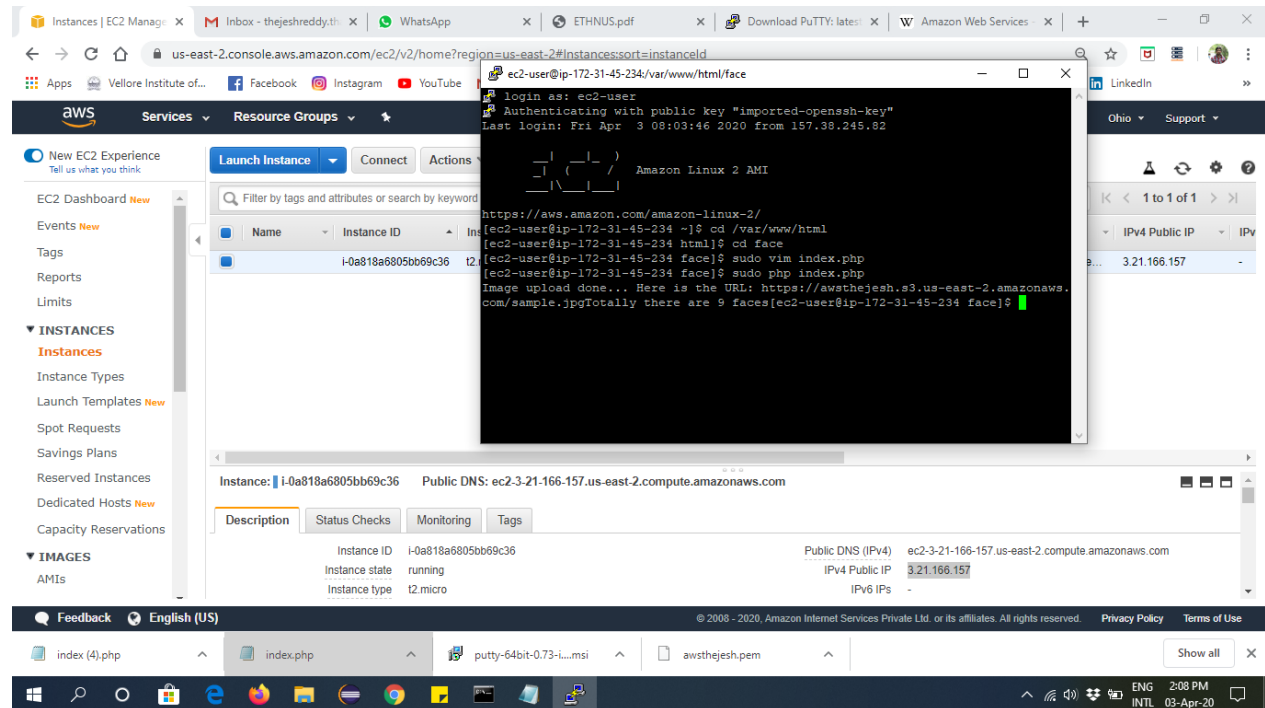 Instances | EC2 Manage
Inbox - thejeshreddy.th
WhatsApp
ETHNUS.pdf
Download PuTTY: latest
Amazon Web Services -
us-east-2.console.aws.amazon.com/ec2/v2/home?region=us-east-2#Instances:sort=instanceId
Apps Vellore Institute of... Facebook Instagram YouTube LinkedIn »
aws Services Resource Groups Ohio Support
New EC2 Experience
Tell us what you think
EC2 Dashboard New
Events New
Tags
Reports
Limits
INSTANCES
Instances
Instance Types
Launch Templates New
Spot Requests
Savings Plans
Reserved Instances
Dedicated Hosts New
Capacity Reservations
IMAGES
AMIs
Launch Instance Connect Actions
Filter by tags and attributes or search by keyword
1 to 1 of 1
Name Instance ID Ins IPv4 Public IP IPv
i-0a818a6805bb69c36 t2. 3.21.166.157 -
ec2-user@ip-172-31-45-234:/var/www/html/face
login as: ec2-user
Authenticating with public key "imported-openssh-key"
Last login: Fri Apr 3 08:03:46 2020 from 157.38.245.82
__| __|_ )
_| ( / Amazon Linux 2 AMI
___|\___|___|
https://aws.amazon.com/amazon-linux-2/
[ec2-user@ip-172-31-45-234 ~]$ cd /var/www/html
[ec2-user@ip-172-31-45-234 html]$ cd face
[ec2-user@ip-172-31-45-234 face]$ sudo vim index.php
[ec2-user@ip-172-31-45-234 face]$ sudo php index.php
Image upload done... Here is the URL: https://awsthejesh.s3.us-east-2.amazonaws.
com/sample.jpgTotally there are 9 faces[ec2-user@ip-172-31-45-234 face]$
Instance: i-0a818a6805bb69c36 Public DNS: ec2-3-21-166-157.us-east-2.compute.amazonaws.com
Description Status Checks Monitoring Tags
Instance ID i-0a818a6805bb69c36 Public DNS (IPv4) ec2-3-21-166-157.us-east-2.compute.amazonaws.com
Instance state running IPv4 Public IP 3.21.166.157
Instance type t2.micro IPv6 IPs -
Feedback English (US) © 2008 - 2020, Amazon Internet Services Private Ltd. or its affiliates. All rights reserved. Privacy Policy Terms of Use
index (4).php index.php putty-64bit-0.73-i....msi awsthejesh.pem Show all
ENG 2:08 PM
INTL 03-Apr-20